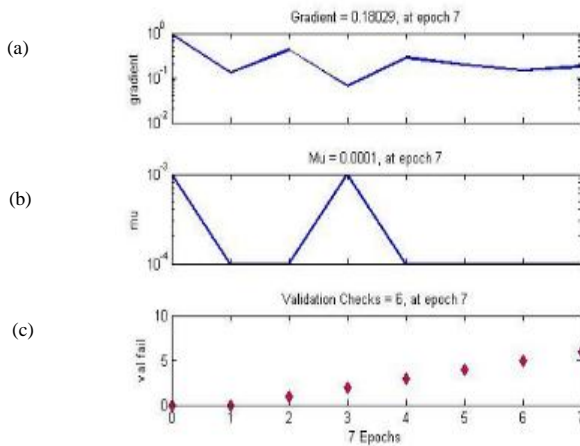 Gradient = 0.18029, at epoch 7
(a)
gradient
10^0
10^-1
10^-2
Mu = 0.0001, at epoch 7
(b)
mu
10^-3
10^-4
Validation Checks = 6, at epoch 7
(c)
val fail
10
5
0
0 1 2 3 4 5 6 7
7 Epochs